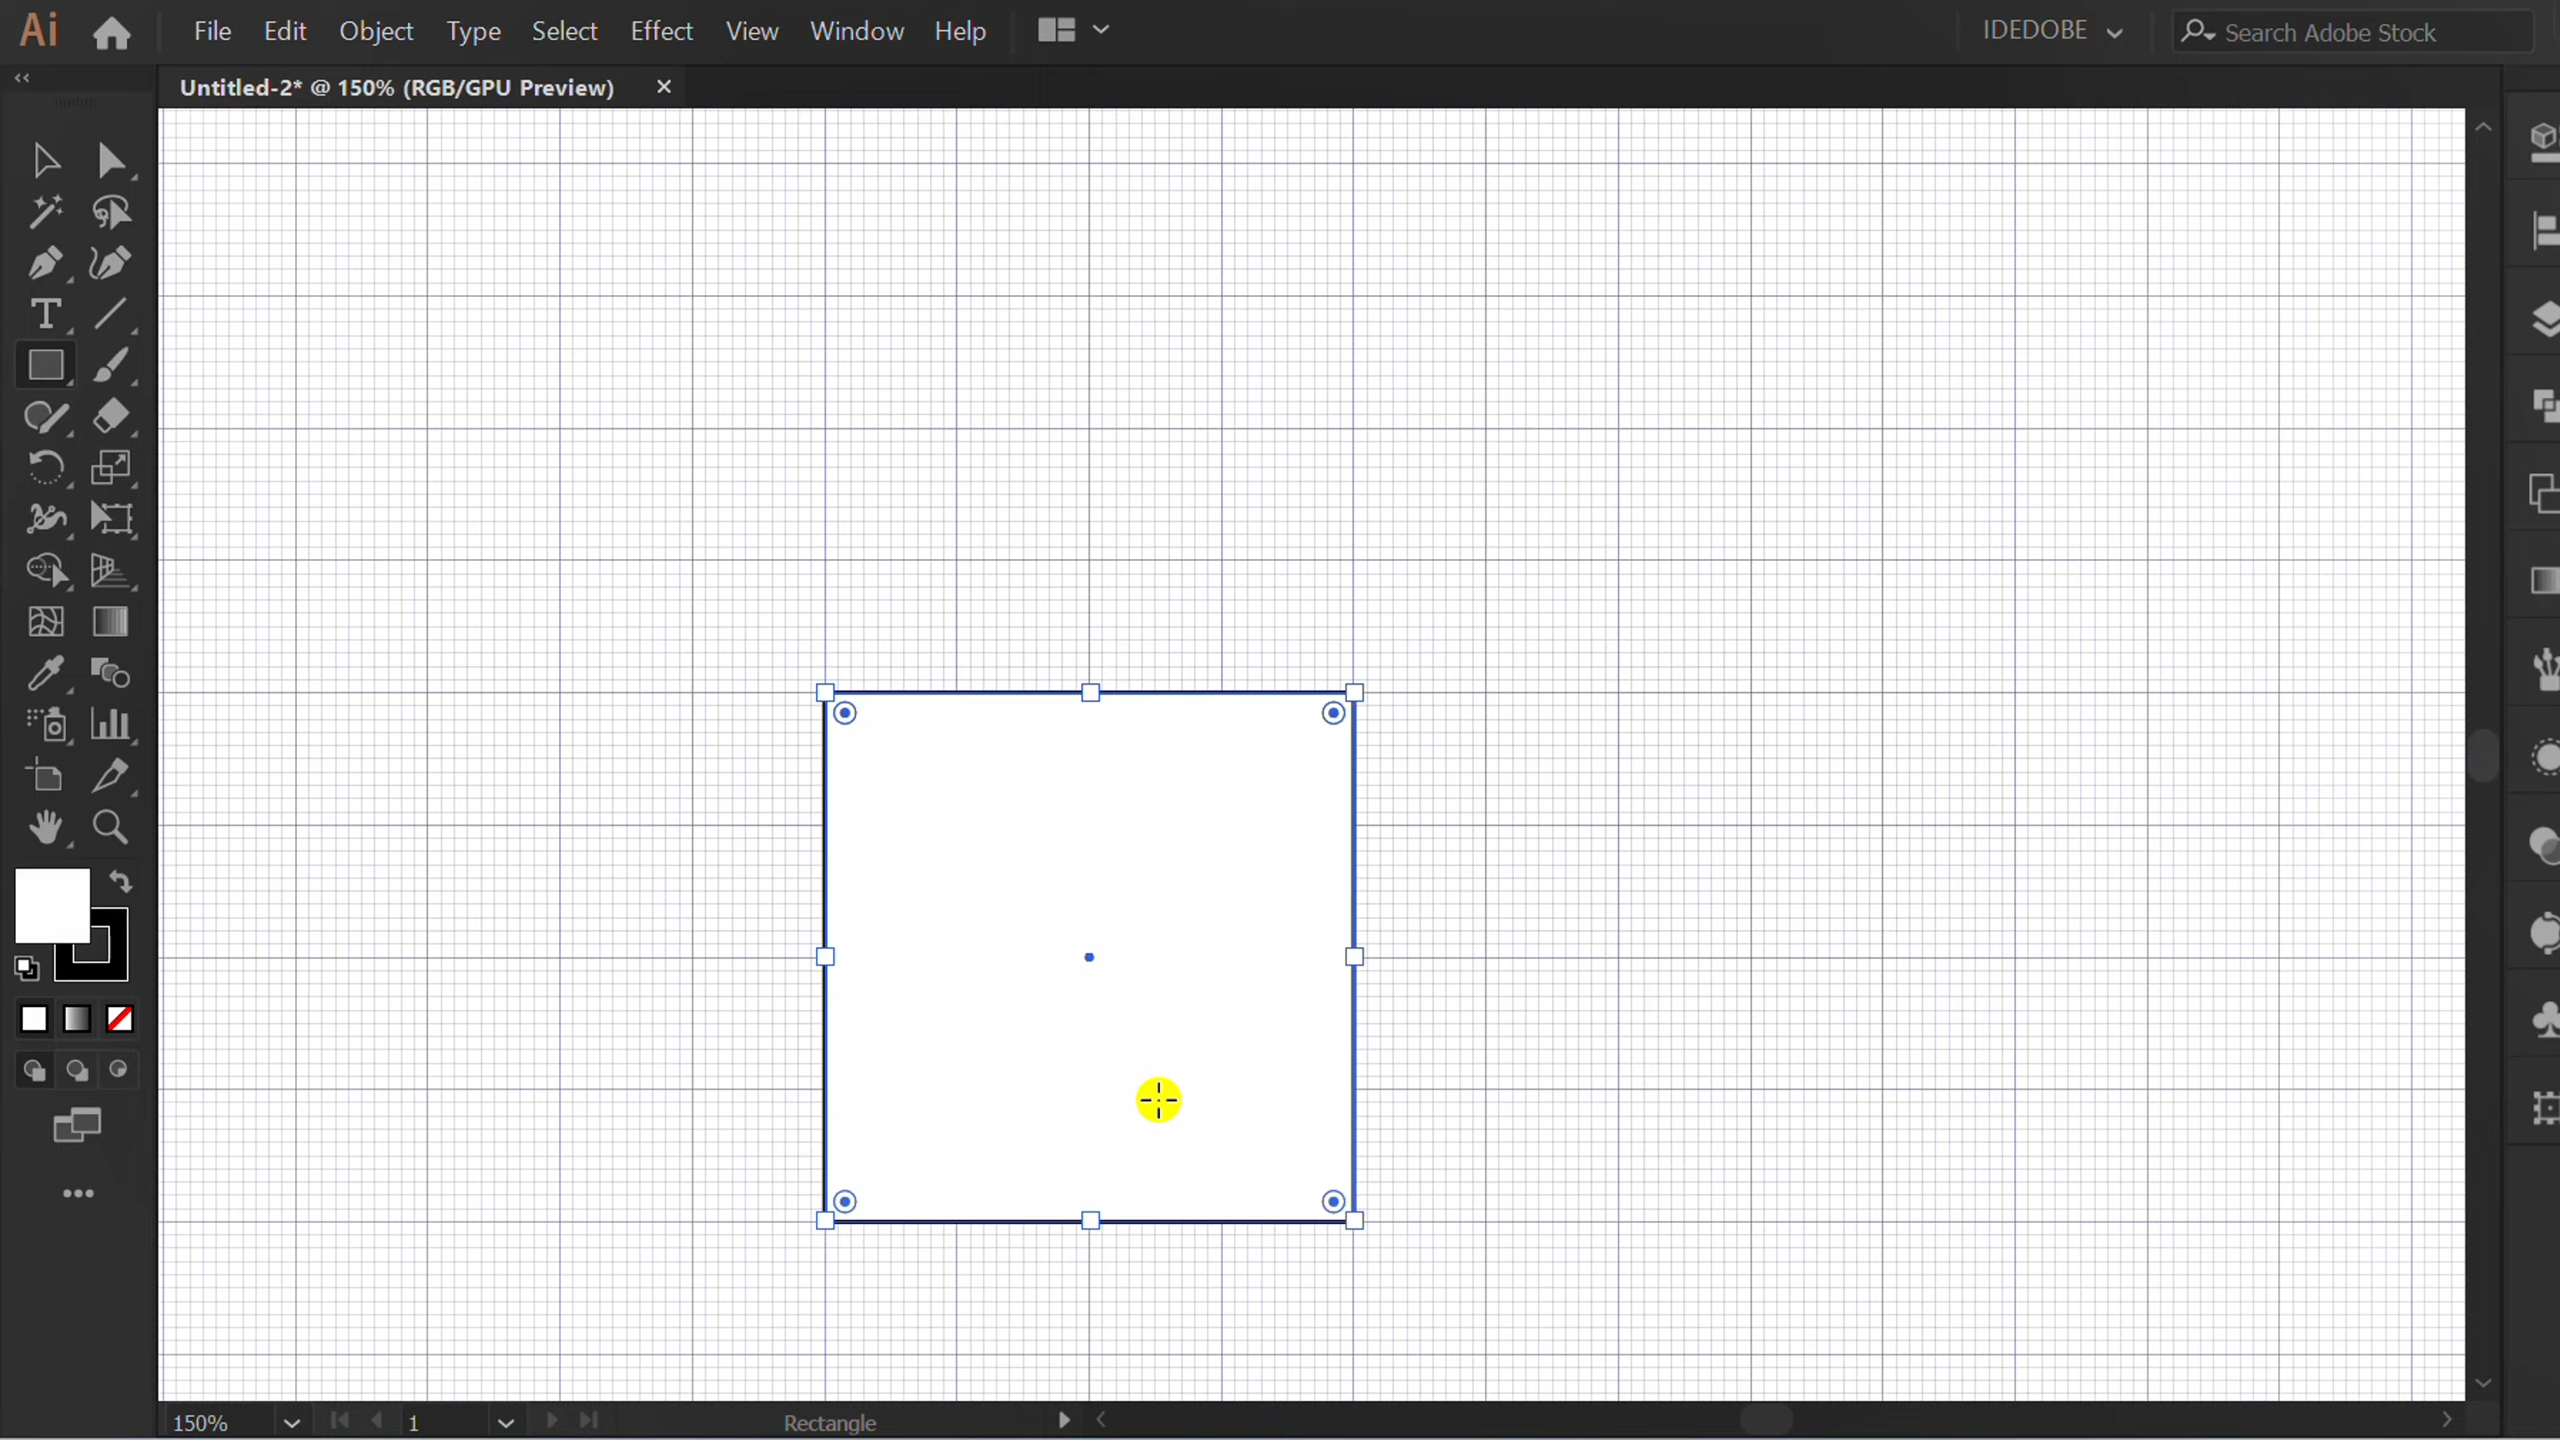 Ai File Edit Object Type Select Effect View Window Help IDEDOBE Search Adobe Stock
Untitled-2* @ 150% (RGB/GPU Preview)
150% 1 Rectangle